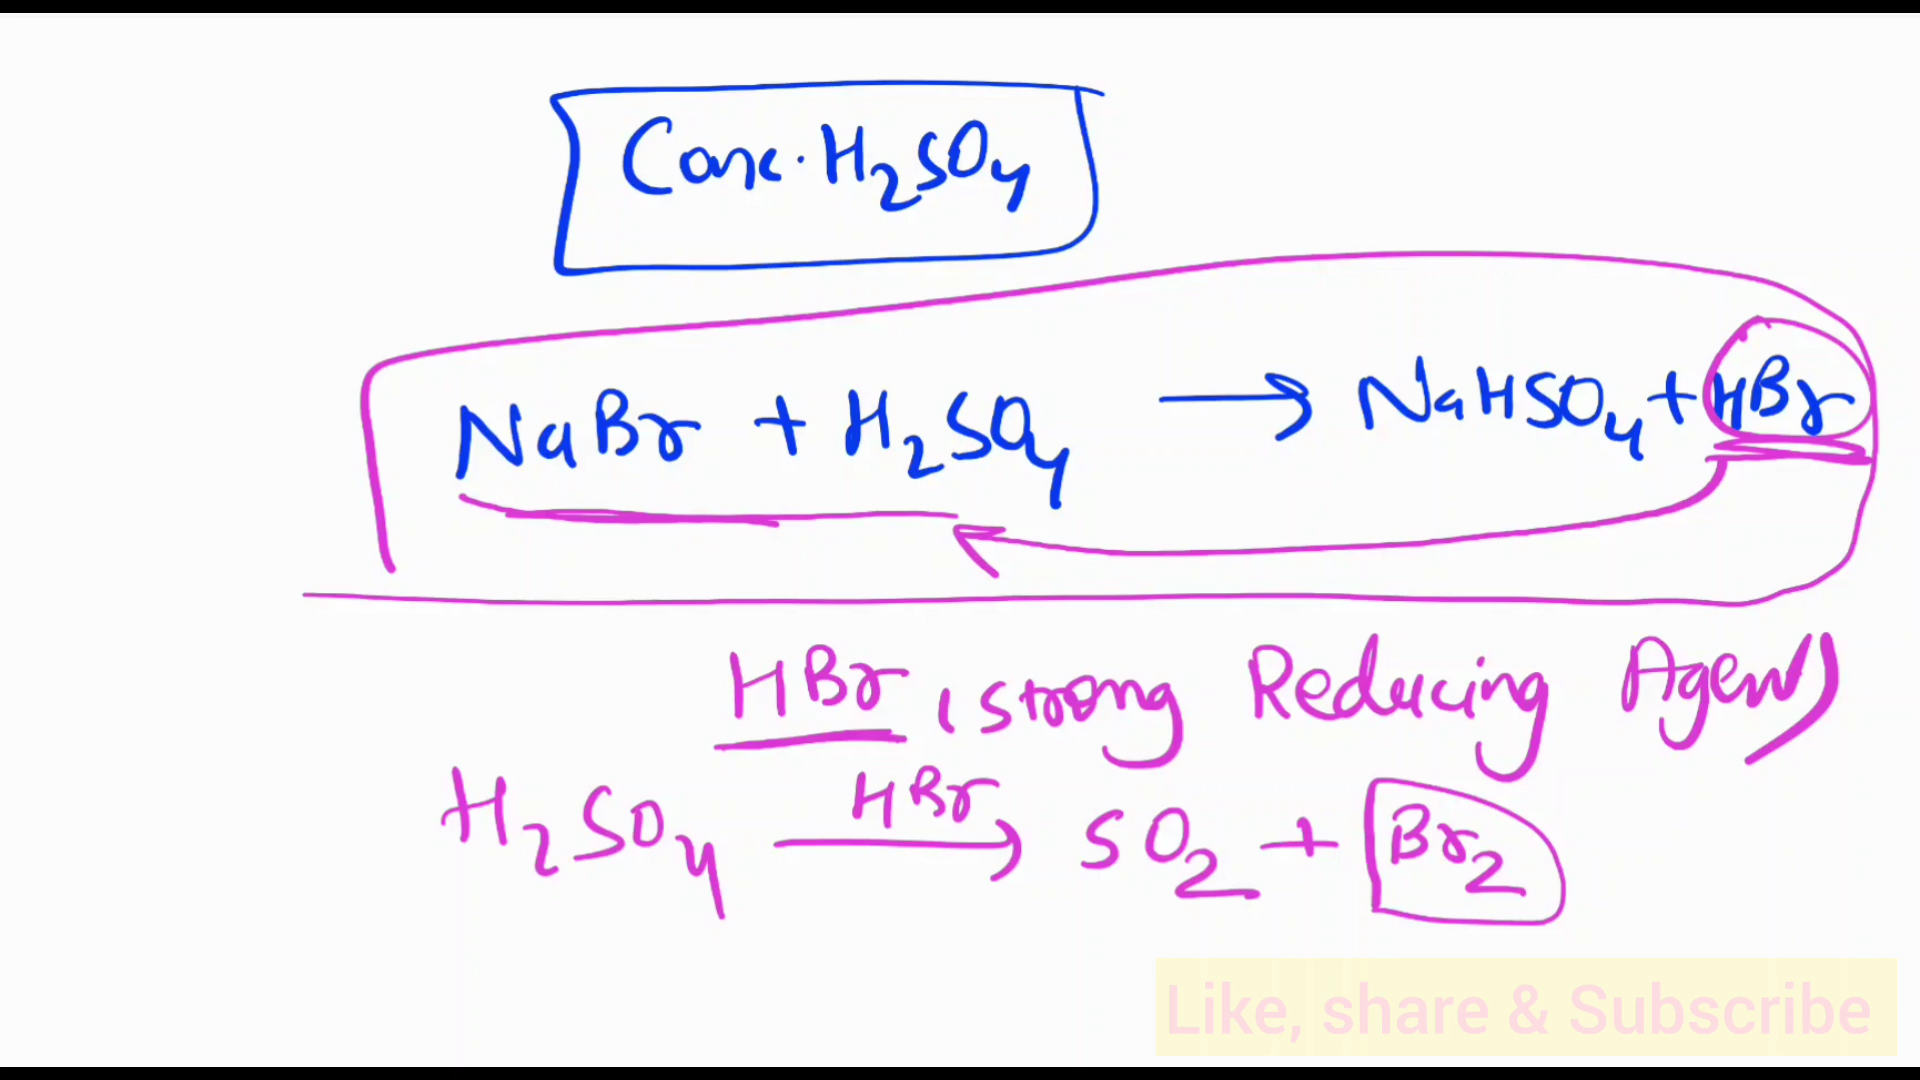 Conc. H₂SO₄
NaBr + H₂SO₄ → NaHSO₄ + HBr
HBr (strong Reducing Agent)
HBr
H₂SO₄ → SO₂ + Br₂
Like, share & Subscribe